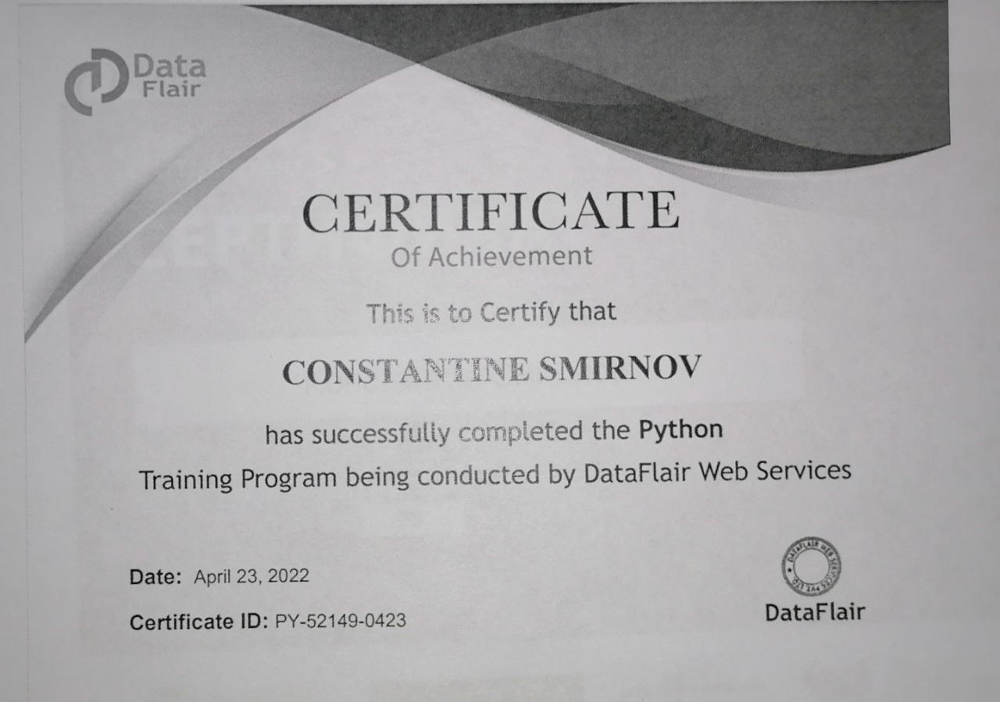 Data
Flair
CERTIFICATE
Of Achievement
This is to Certify that
CONSTANTINE SMIRNOV
has successfully completed the Python
Training Program being conducted by DataFlair Web Services
Date: April 23, 2022
Certificate ID: PY-52149-0423
DATAFLAIR WEB SERVICES PVT LTD.
DataFlair